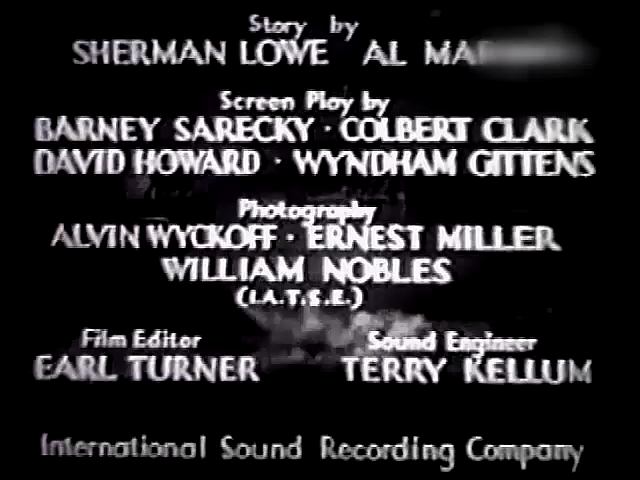 Story by
SHERMAN LOWE AL
Screen Play by
BARNEY SARECKY · COLBERT CLARK
DAVID HOWARD · WYNDHAM GITTENS
Photography
ALVIN WYCKOFF · ERNEST MILLER
WILLIAM NOBLES
(I.A.T.S.E.)
Film Editor Sound Engineer
EARL TURNER TERRY KELLUM
International Sound Recording Company